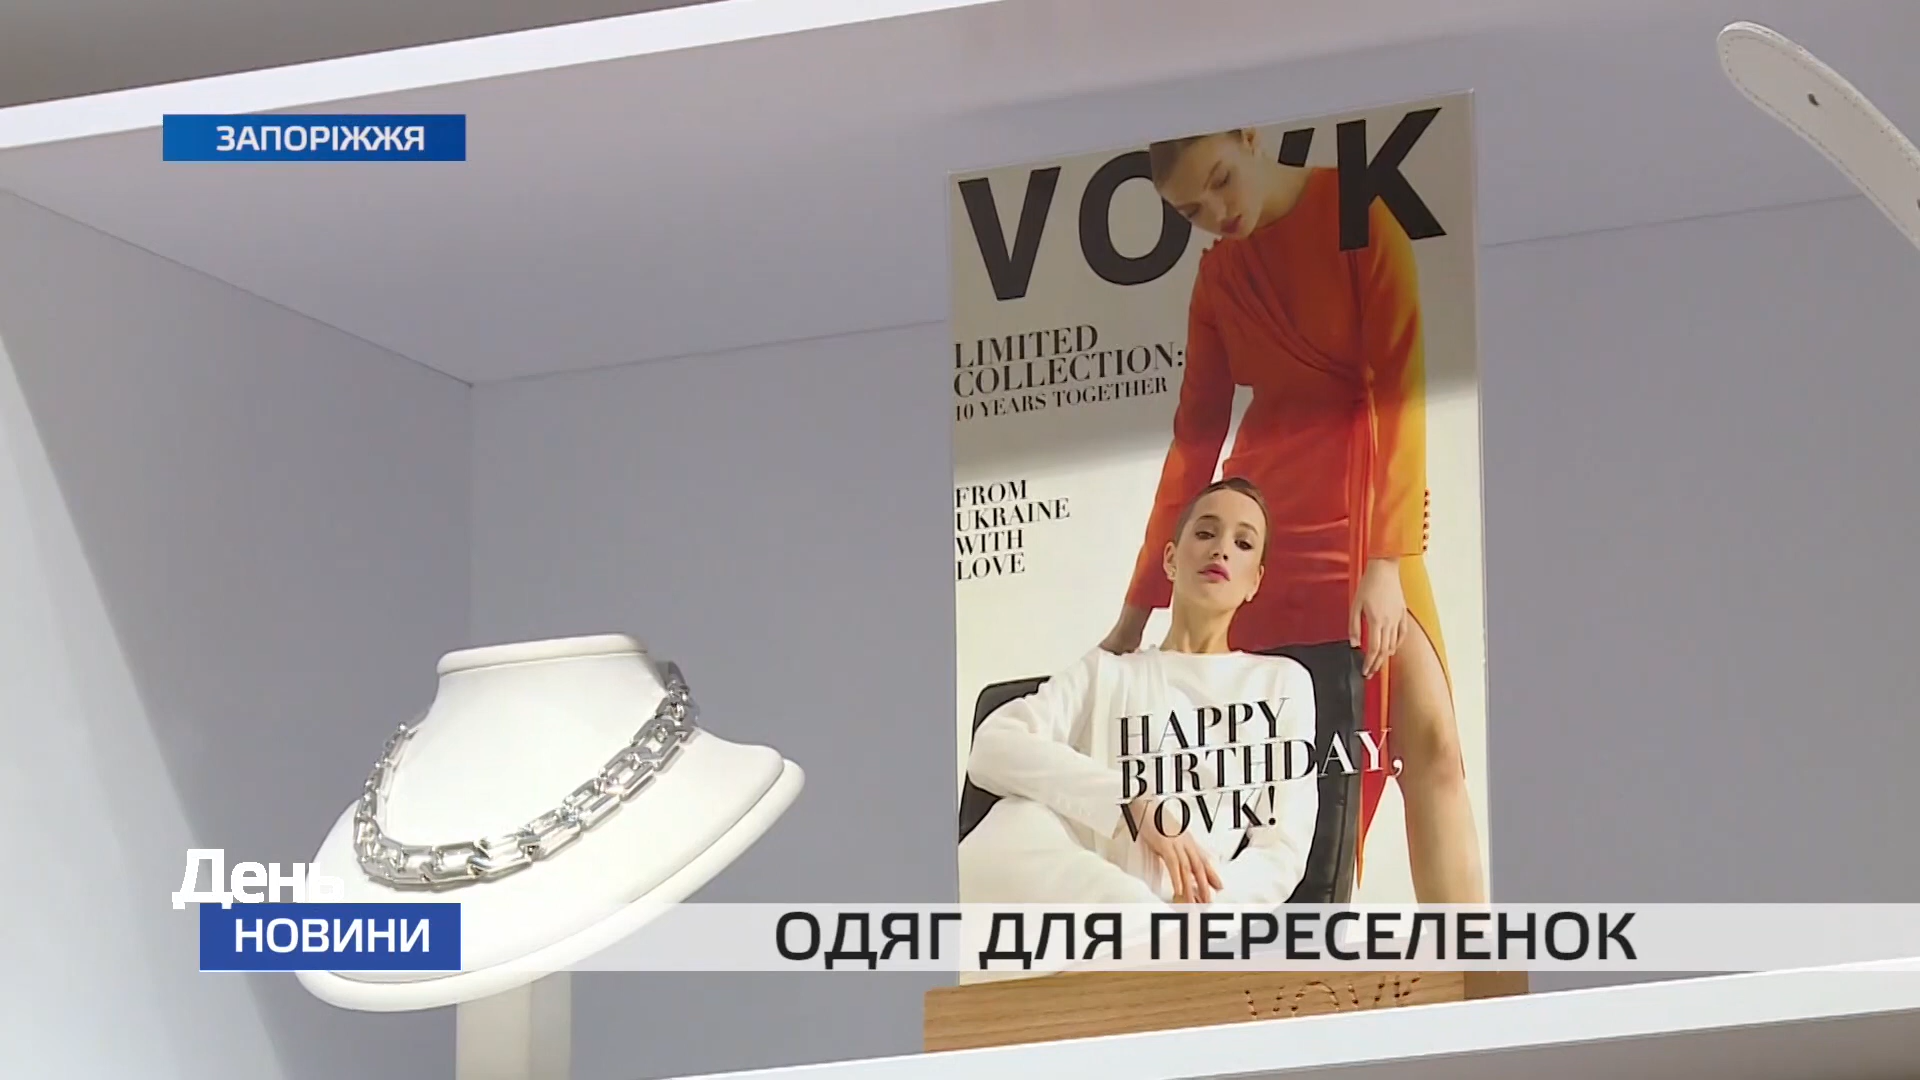 ЗАПОРІЖЖЯ
VOVK
LIMITED
COLLECTION:
10 YEARS TOGETHER
FROM
UKRAINE
WITH
LOVE
HAPPY
BIRTHDAY,
VOVK!
День
НОВИНИ
ОДЯГ ДЛЯ ПЕРЕСЕЛЕНОК
VOVK